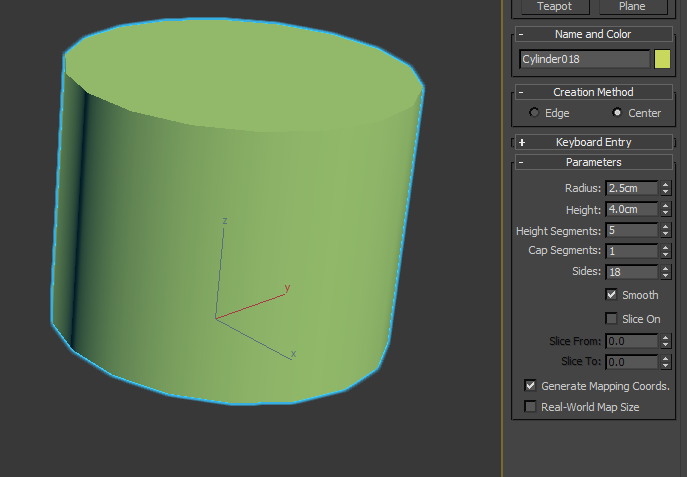 Teapot Plane
- Name and Color
Cylinder018
- Creation Method
Edge Center
+ Keyboard Entry
- Parameters
Radius: 2.5cm
Height: 4.0cm
Height Segments: 5
Cap Segments: 1
Sides: 18
Smooth
Slice On
Slice From: 0.0
Slice To: 0.0
Generate Mapping Coords.
Real-World Map Size
z
y
x